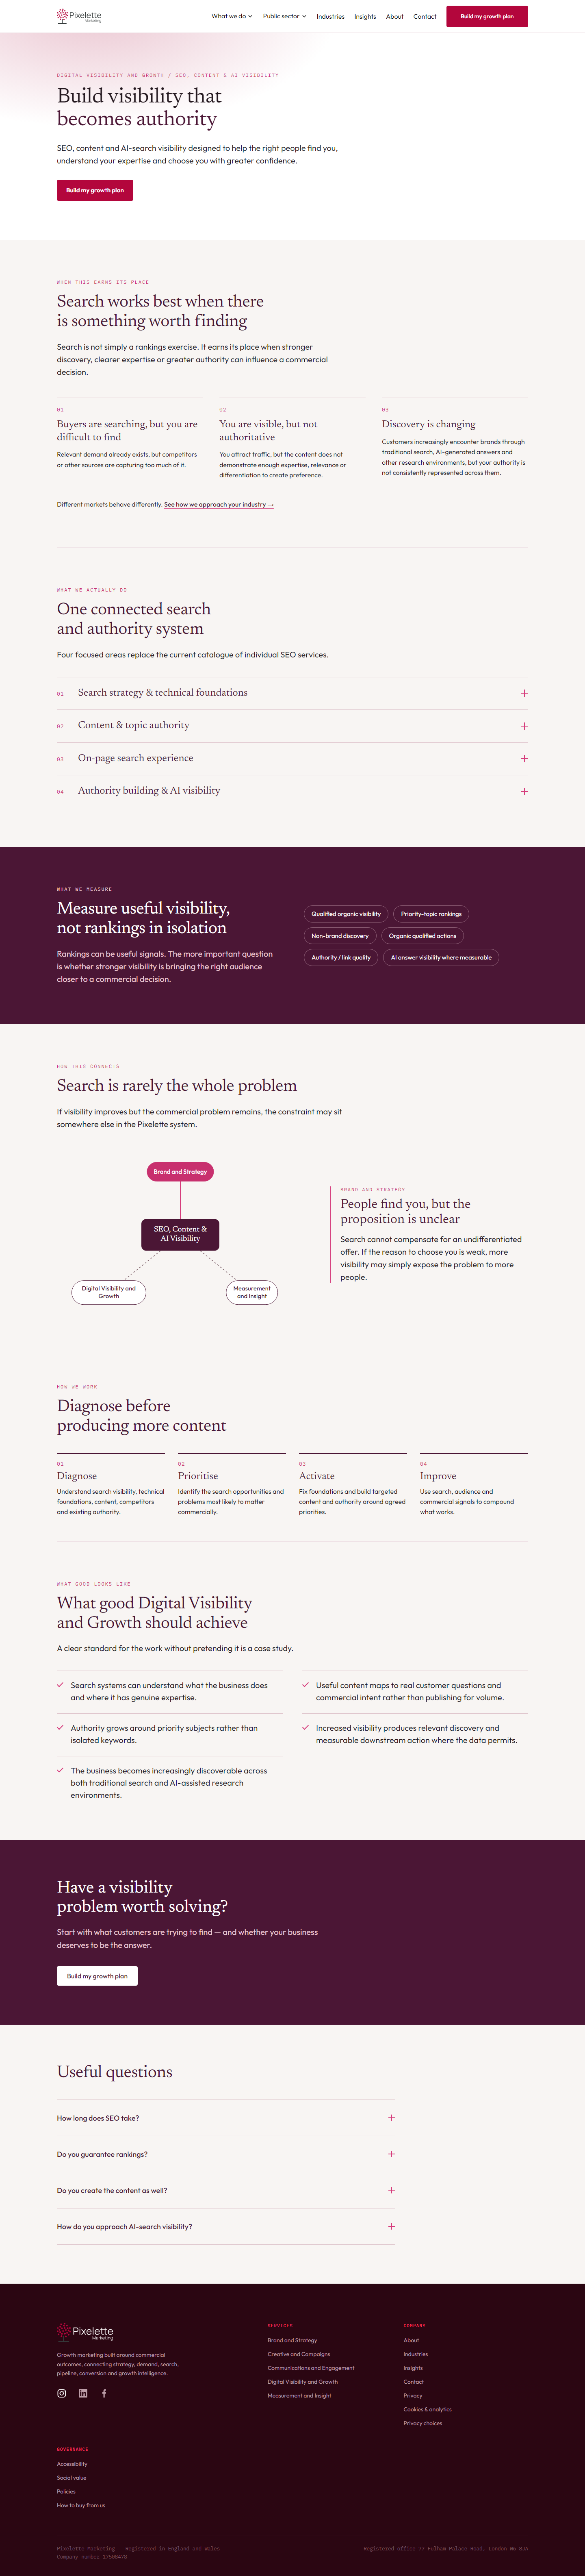 Pixelette
Marketing
What we do
Public sector
Industries
Insights
About
Contact
Build my growth plan
DIGITAL VISIBILITY AND GROWTH / SEO, CONTENT & AI VISIBILITY
Build visibility that
becomes authority
SEO, content and AI-search visibility designed to help the right people find you,
understand your expertise and choose you with greater confidence.
Build my growth plan
WHEN THIS EARNS ITS PLACE
Search works best when there
is something worth finding
Search is not simply a rankings exercise. It earns its place when stronger
discovery, clearer expertise or greater authority can influence a commercial
decision.
01
Buyers are searching, but you are
difficult to find
Relevant demand already exists, but competitors
or other sources are capturing too much of it.
02
You are visible, but not
authoritative
You attract traffic, but the content does not
demonstrate enough expertise, relevance or
differentiation to create preference.
03
Discovery is changing
Customers increasingly encounter brands through
traditional search, AI-generated answers and
other research environments, but your authority is
not consistently represented across them.
Different markets behave differently. See how we approach your industry →
WHAT WE ACTUALLY DO
One connected search
and authority system
Four focused areas replace the current catalogue of individual SEO services.
01 Search strategy & technical foundations
02 Content & topic authority
03 On-page search experience
04 Authority building & AI visibility
WHAT WE MEASURE
Measure useful visibility,
not rankings in isolation
Rankings can be useful signals. The more important question
is whether stronger visibility is bringing the right audience
closer to a commercial decision.
Qualified organic visibility
Priority-topic rankings
Non-brand discovery
Organic qualified actions
Authority / link quality
AI answer visibility where measurable
HOW THIS CONNECTS
Search is rarely the whole problem
If visibility improves but the commercial problem remains, the constraint may sit
somewhere else in the Pixelette system.
Brand and Strategy
SEO, Content &
AI Visibility
Digital Visibility and
Growth
Measurement
and Insight
BRAND AND STRATEGY
People find you, but the
proposition is unclear
Search cannot compensate for an undifferentiated
offer. If the reason to choose you is weak, more
visibility may simply expose the problem to more
people.
HOW WE WORK
Diagnose before
producing more content
01
Diagnose
Understand search visibility, technical
foundations, content, competitors
and existing authority.
02
Prioritise
Identify the search opportunities and
problems most likely to matter
commercially.
03
Activate
Fix foundations and build targeted
content and authority around agreed
priorities.
04
Improve
Use search, audience and
commercial signals to compound
what works.
WHAT GOOD LOOKS LIKE
What good Digital Visibility
and Growth should achieve
A clear standard for the work without pretending it is a case study.
Search systems can understand what the business does
and where it has genuine expertise.
Useful content maps to real customer questions and
commercial intent rather than publishing for volume.
Authority grows around priority subjects rather than
isolated keywords.
Increased visibility produces relevant discovery and
measurable downstream action where the data permits.
The business becomes increasingly discoverable across
both traditional search and AI-assisted research
environments.
Have a visibility
problem worth solving?
Start with what customers are trying to find — and whether your business
deserves to be the answer.
Build my growth plan
Useful questions
How long does SEO take?
Do you guarantee rankings?
Do you create the content as well?
How do you approach AI-search visibility?
Pixelette
Marketing
Growth marketing built around commercial
outcomes, connecting strategy, demand, search,
pipeline, conversion and growth intelligence.
SERVICES
Brand and Strategy
Creative and Campaigns
Communications and Engagement
Digital Visibility and Growth
Measurement and Insight
COMPANY
About
Industries
Insights
Contact
Privacy
Cookies & analytics
Privacy choices
GOVERNANCE
Accessibility
Social value
Policies
How to buy from us
Pixelette Marketing Registered in England and Wales
Company number
Registered office 77 Fulham Palace Road, London W6 8JA